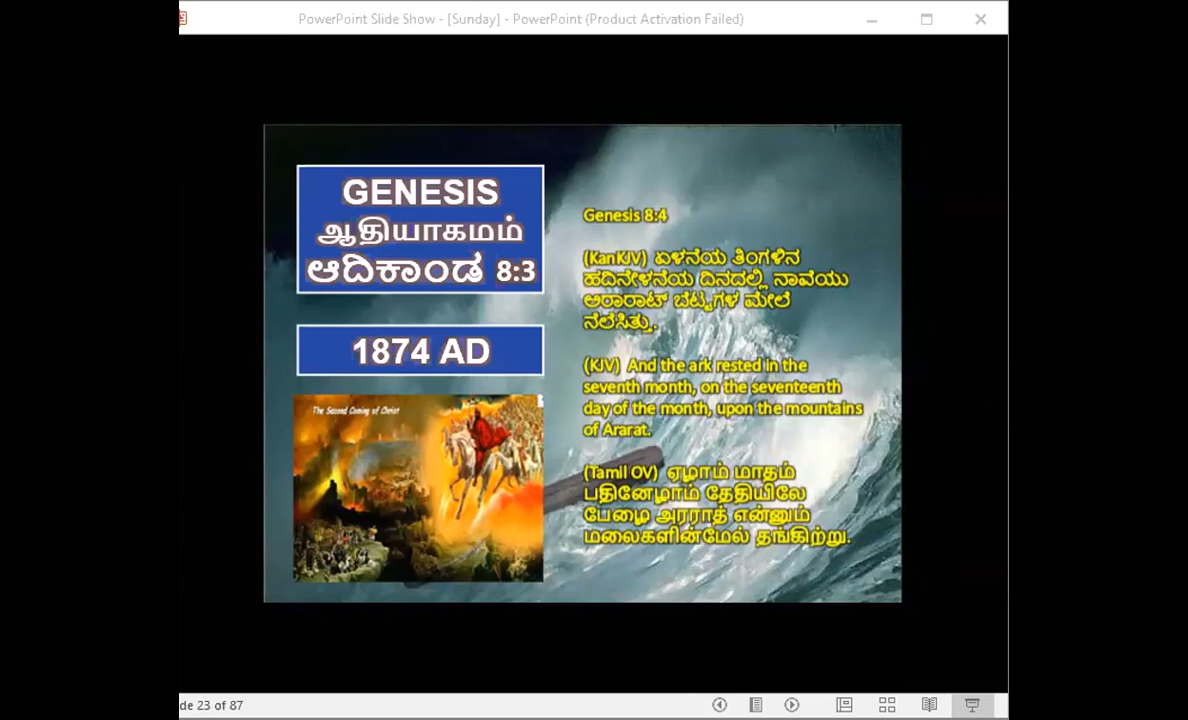 PowerPoint Slide Show - [Sunday] - PowerPoint (Product Activation Failed)
GENESIS
ஆதியாகமம்
ಆದಿಕಾಂಡ 8:3
1874 AD
The Second Coming of Christ
Genesis 8:4
(KanKJV) ಏಳನೆಯ ತಿಂಗಳಿನ
ಹದಿನೇಳನೆಯ ದಿನದಲ್ಲಿ ನಾವೆಯು
ಅರಾರಾಟ್ ಬೆಟ್ಟಗಳ ಮೇಲೆ
ನೆಲೆಸಿತ್ತು.
(KJV) And the ark rested in the
seventh month, on the seventeenth
day of the month, upon the mountains
of Ararat.
(Tamil OV) ஏழாம் மாதம்
பதினேழாம் தேதியிலே
பேழை அரராத் என்னும்
மலைகளின்மேல் தங்கிற்று.
de 23 of 87